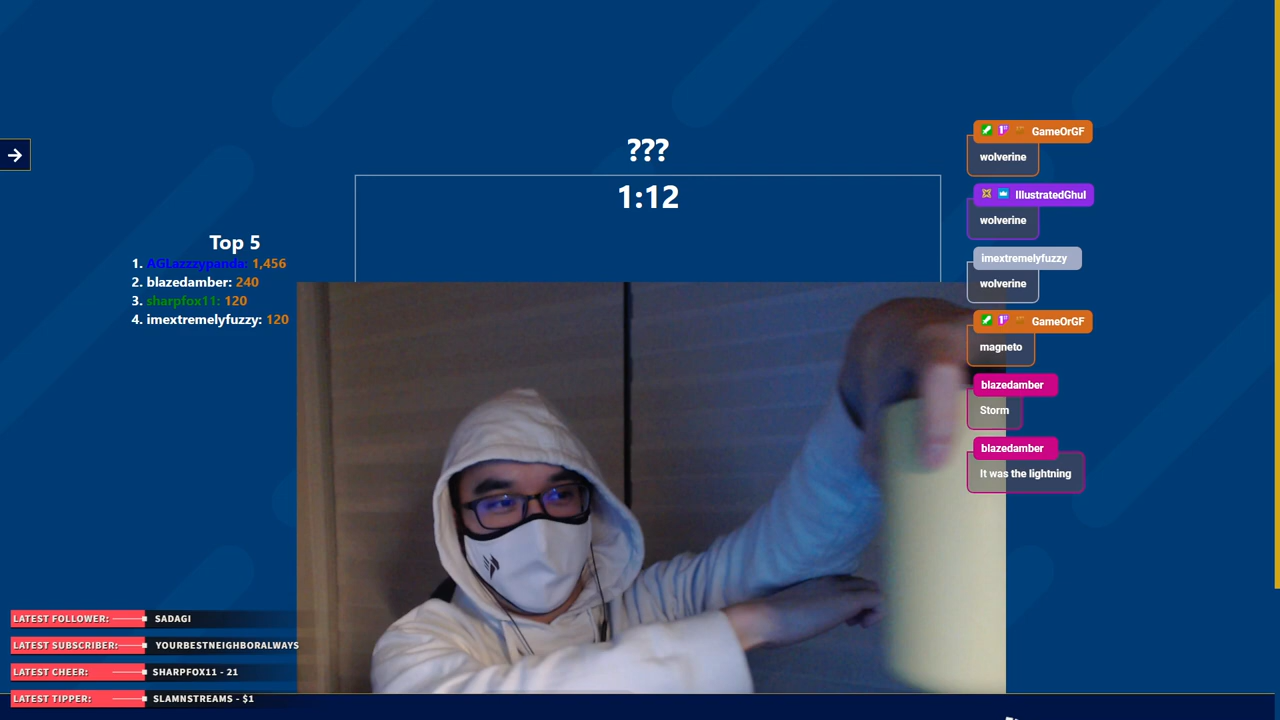 ???
1:12
Top 5
1. AGLazzzypanda: 1,456
2. blazedamber: 240
3. sharpfox11: 120
4. imextremelyfuzzy: 120
GameOrGF
wolverine
IllustratedGhul
wolverine
imextremelyfuzzy
wolverine
GameOrGF
magneto
blazedamber
Storm
blazedamber
It was the lightning
LATEST FOLLOWER: SADAGI
LATEST SUBSCRIBER: YOURBESTNEIGHBORALWAYS
LATEST CHEER: SHARPFOX11 - 21
LATEST TIPPER: SLAMNSTREAMS - $1